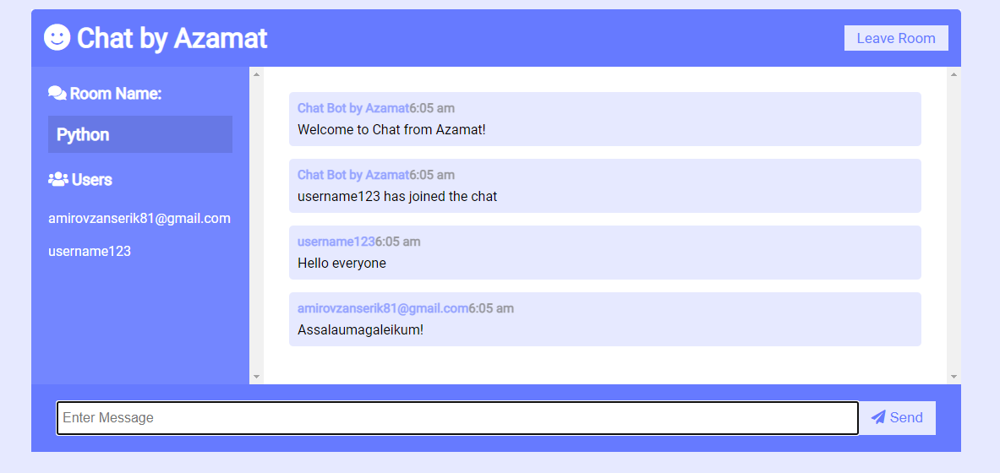 Chat by Azamat
Leave Room
Room Name:
Python
Users
amirovzanserik81@gmail.com
username123
Chat Bot by Azamat6:05 am
Welcome to Chat from Azamat!
Chat Bot by Azamat6:05 am
username123 has joined the chat
username1236:05 am
Hello everyone
amirovzanserik81@gmail.com6:05 am
Assalaumagaleikum!
Enter Message
Send